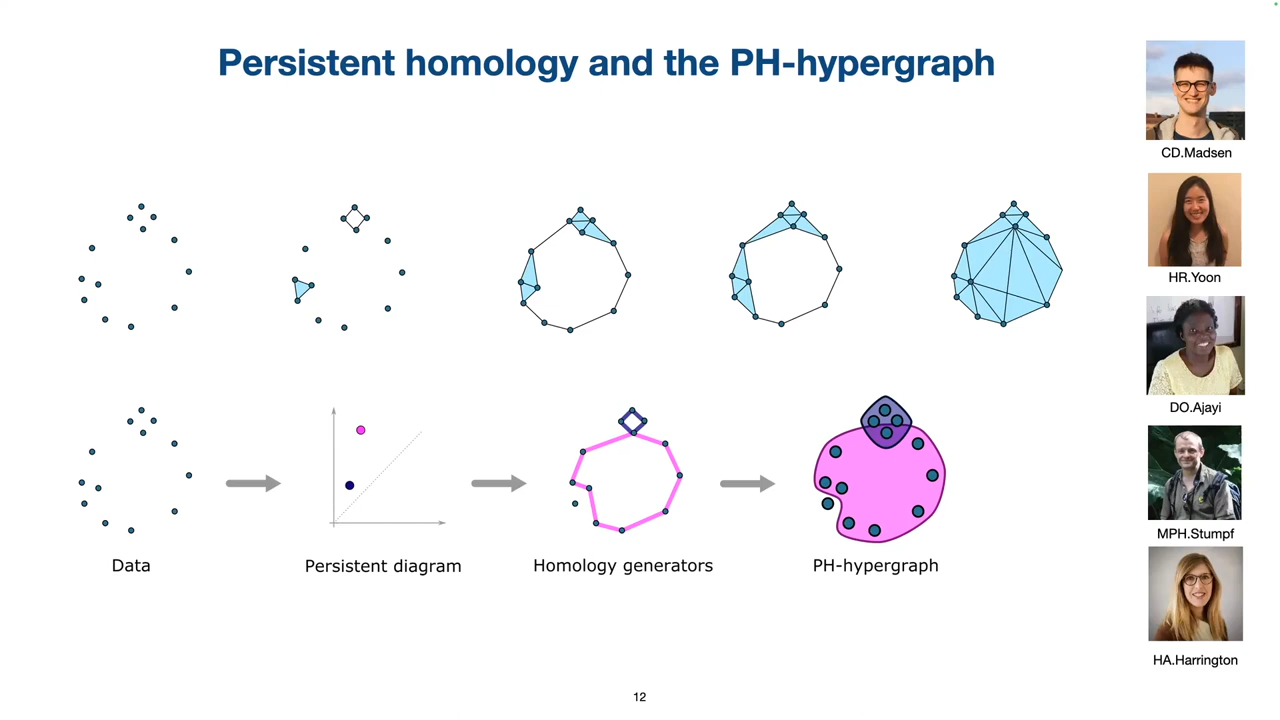 Persistent homology and the PH-hypergraph
CD.Madsen
HR.Yoon
DO.Ajayi
MPH.Stumpf
HA.Harrington
Data
Persistent diagram
Homology generators
PH-hypergraph
12